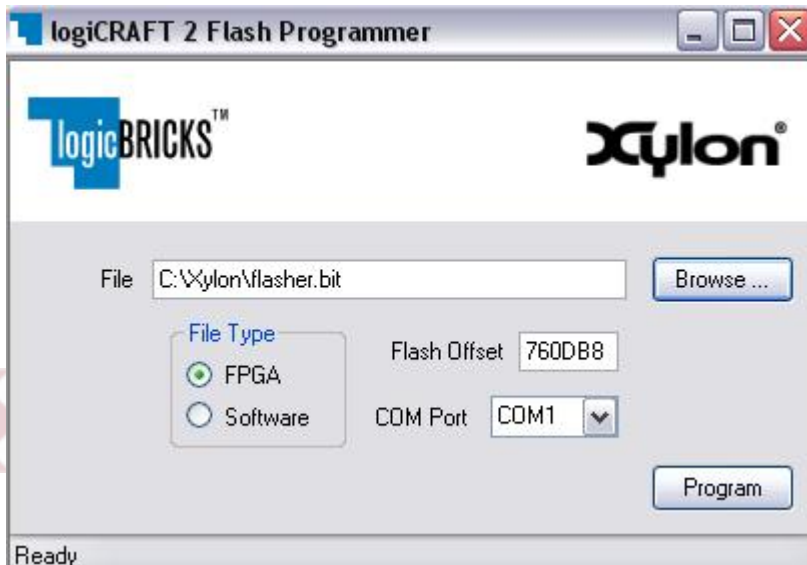 logiCRAFT 2 Flash Programmer
logicBRICKS™
Xylon®
File C:\Xylon\flasher.bit Browse ...
File Type
FPGA
Flash Offset 760DB8
Software
COM Port COM1
Program
Ready